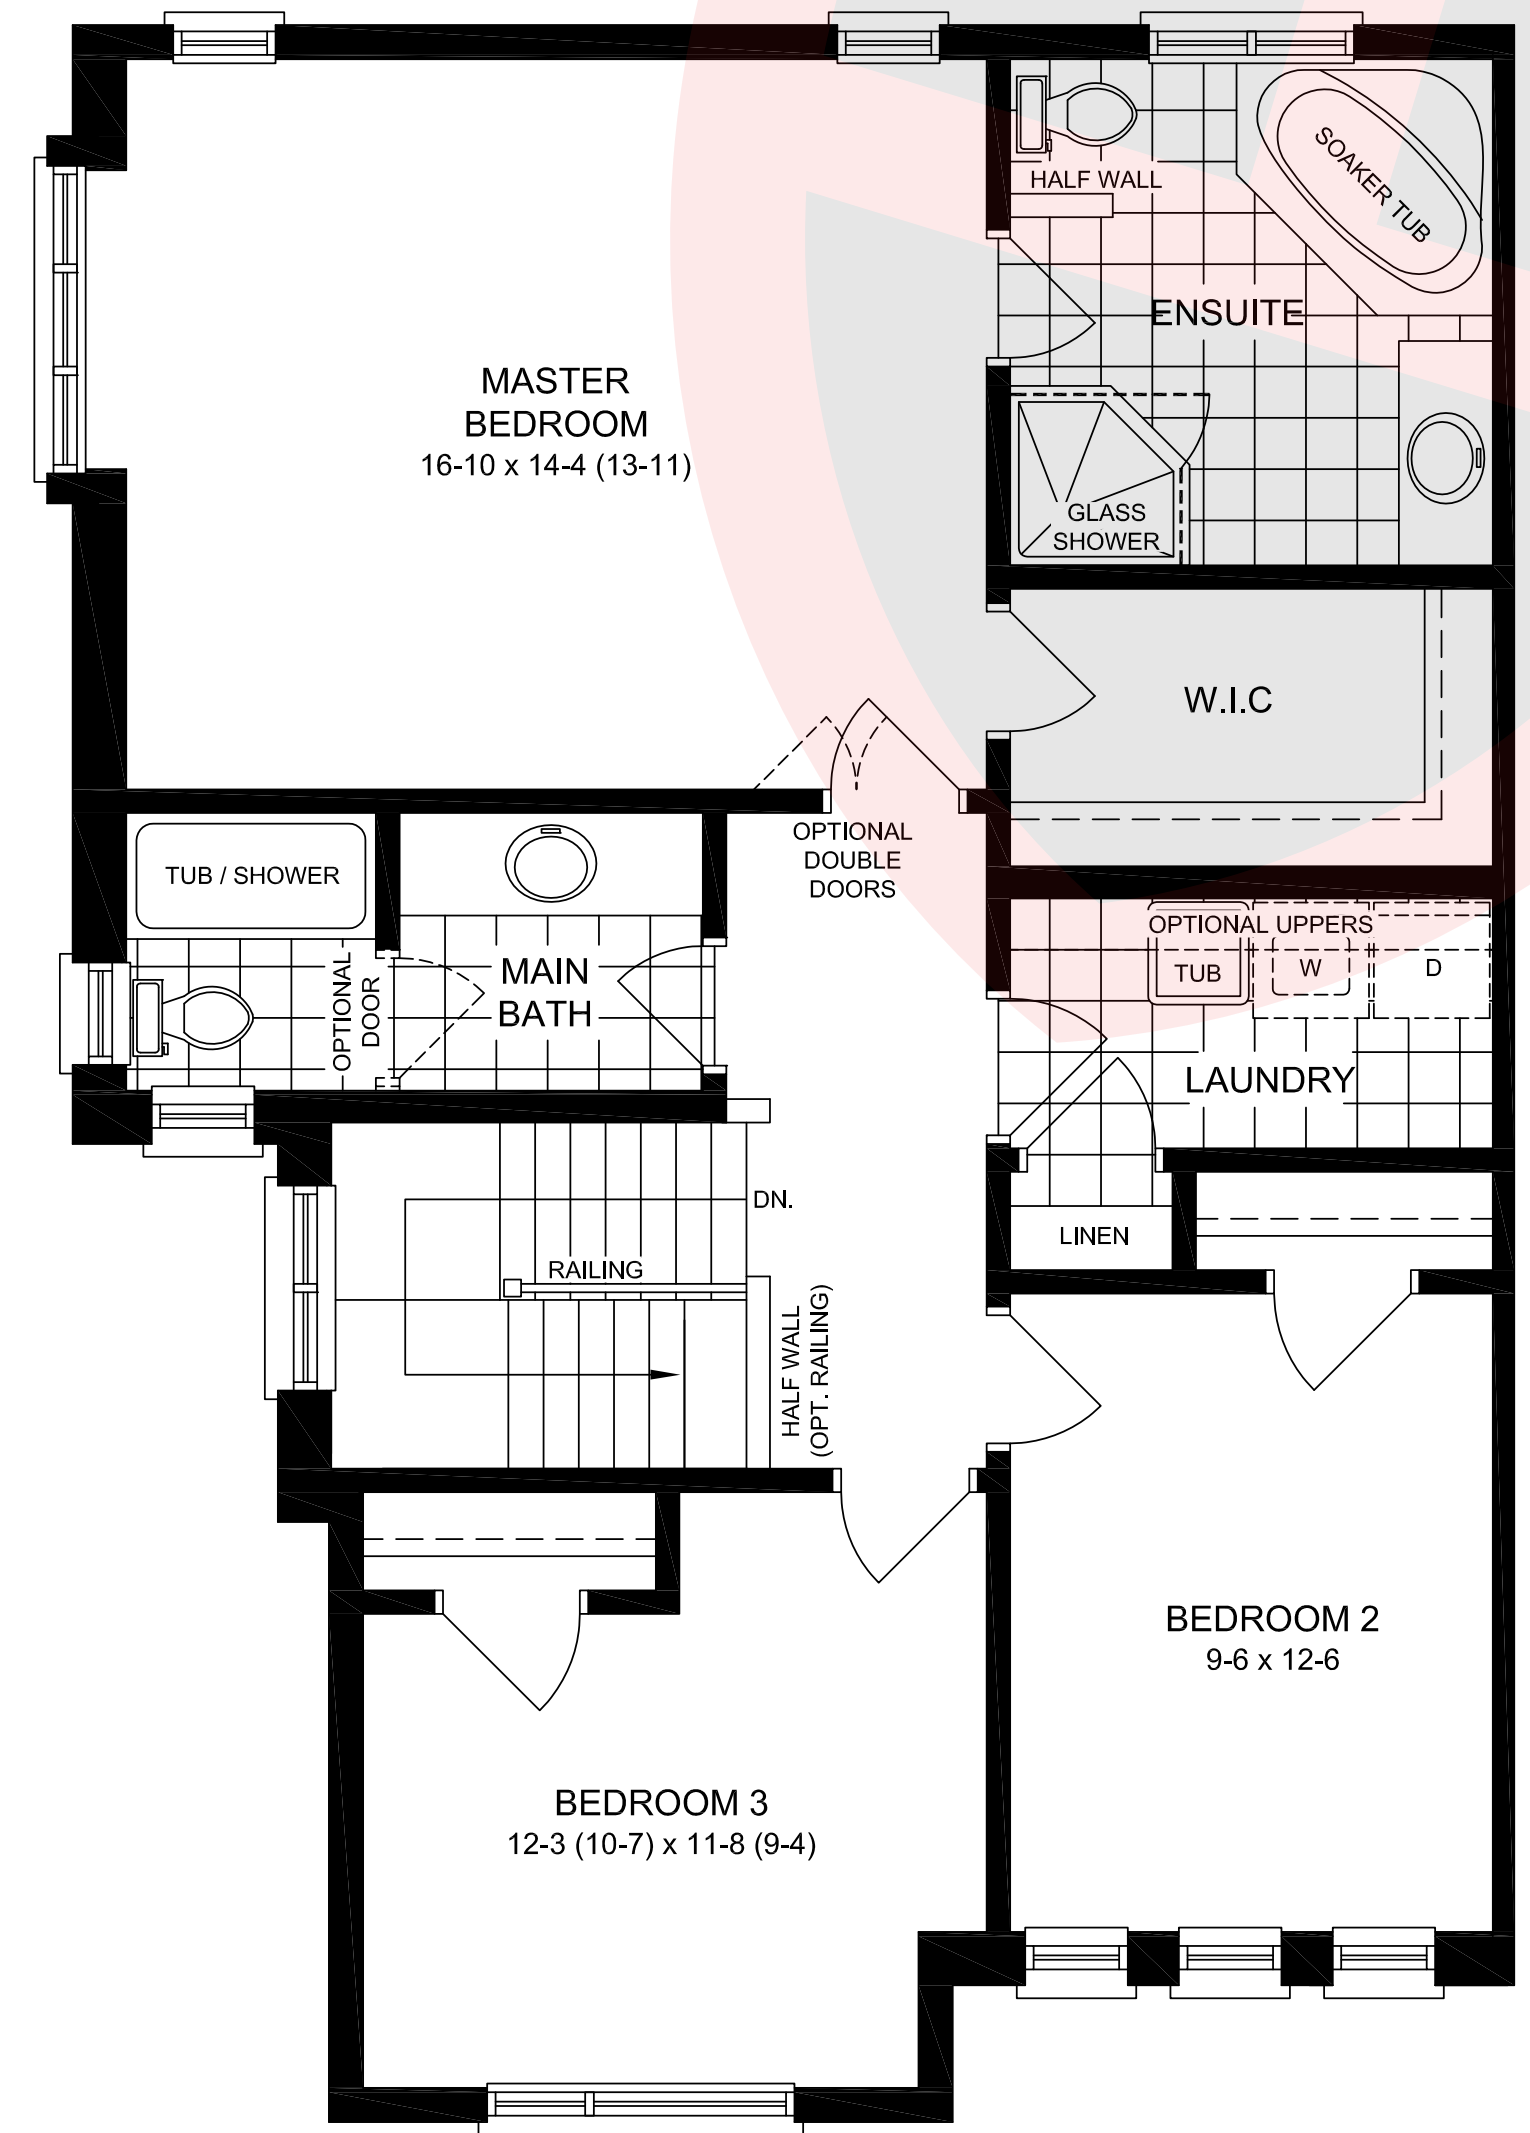 HALF WALL
SOAKER TUB
ENSUITE
MASTER
BEDROOM
16-10 x 14-4 (13-11)
GLASS
SHOWER
W.I.C
OPTIONAL
DOUBLE
DOORS
TUB / SHOWER
OPTIONAL
DOOR
MAIN
BATH
OPTIONAL UPPERS
TUB
W
D
LAUNDRY
DN.
RAILING
LINEN
HALF WALL
(OPT. RAILING)
BEDROOM 2
9-6 x 12-6
BEDROOM 3
12-3 (10-7) x 11-8 (9-4)